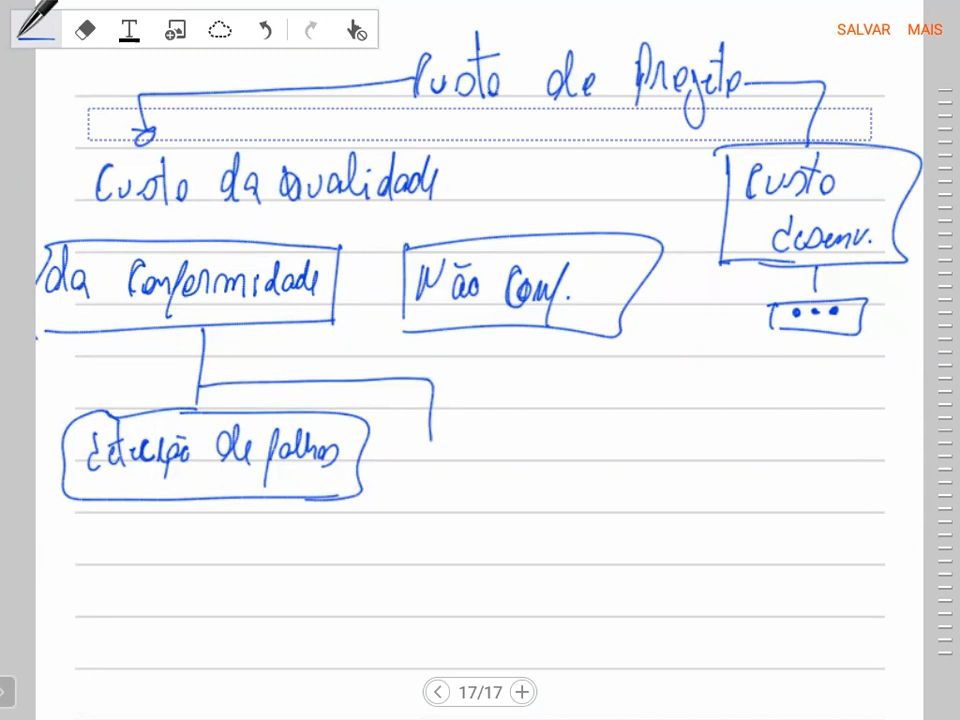 SALVAR MAIS
Custo de Projeto
Custo da Qualidade
Custo
desenv.
da Conformidade
Não Conf.
...
detecção de falhas
17/17